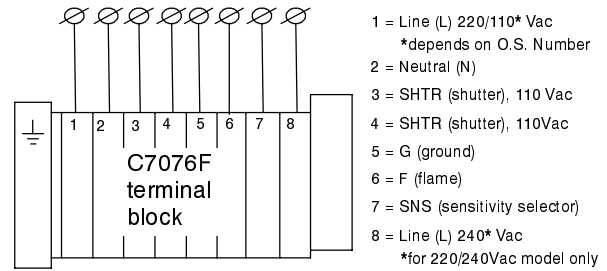 1 = Line (L) 220/110* Vac
*depends on O.S. Number
2 = Neutral (N)
3 = SHTR (shutter), 110 Vac
4 = SHTR (shutter), 110Vac
5 = G (ground)
6 = F (flame)
7 = SNS (sensitivity selector)
8 = Line (L) 240* Vac
*for 220/240Vac model only
1 2 3 4 5 6 7 8
C7076F
terminal
block